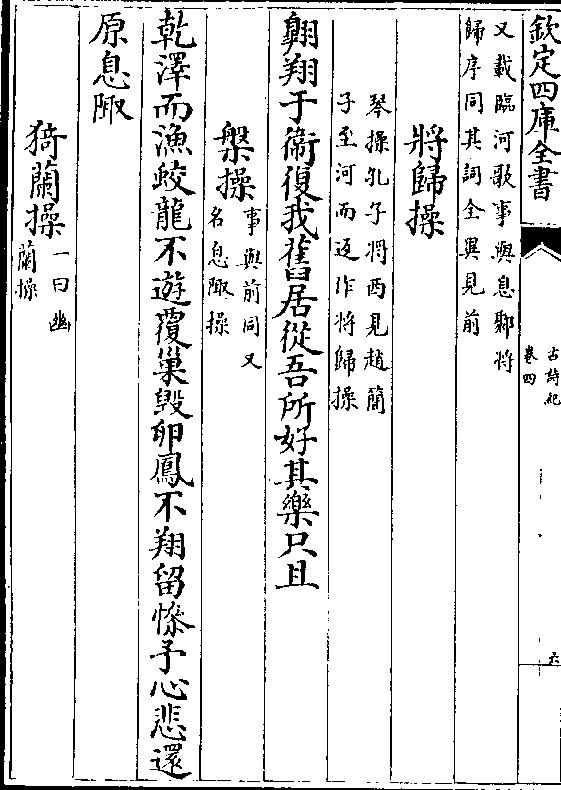 欽定四庫全書
古詩紀
卷四
六
又載臨河歌事與息鄹將
歸序同其詞全異見前
將歸操
琴操孔子將西見趙簡
子至河而返作將歸操
翺翔于衛復我舊居從吾所好其樂只且
槃操
事與前同又
名息陬操
乾澤而漁蛟龍不遊覆巢毀卵鳳不翔留慘予心悲還
原息陬
猗蘭操
一曰幽
蘭操